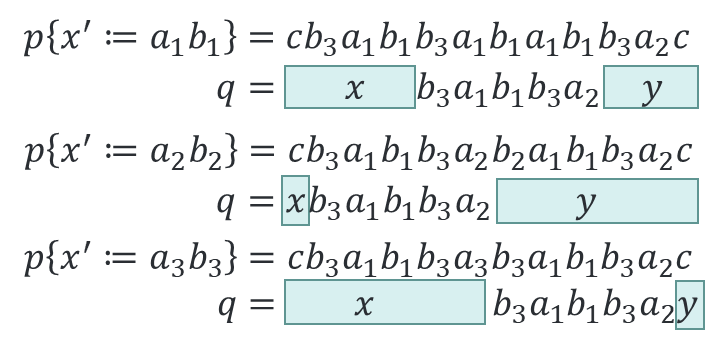 p{x′ ≔ a₁b₁} = cb₃a₁b₁b₃a₁b₁a₁b₁b₃a₂c
q = x b₃a₁b₁b₃a₂ y
p{x′ ≔ a₂b₂} = cb₃a₁b₁b₃a₂b₂a₁b₁b₃a₂c
q = x b₃a₁b₁b₃a₂ y
p{x′ ≔ a₃b₃} = cb₃a₁b₁b₃a₃b₃a₁b₁b₃a₂c
q = x b₃a₁b₁b₃a₂ y